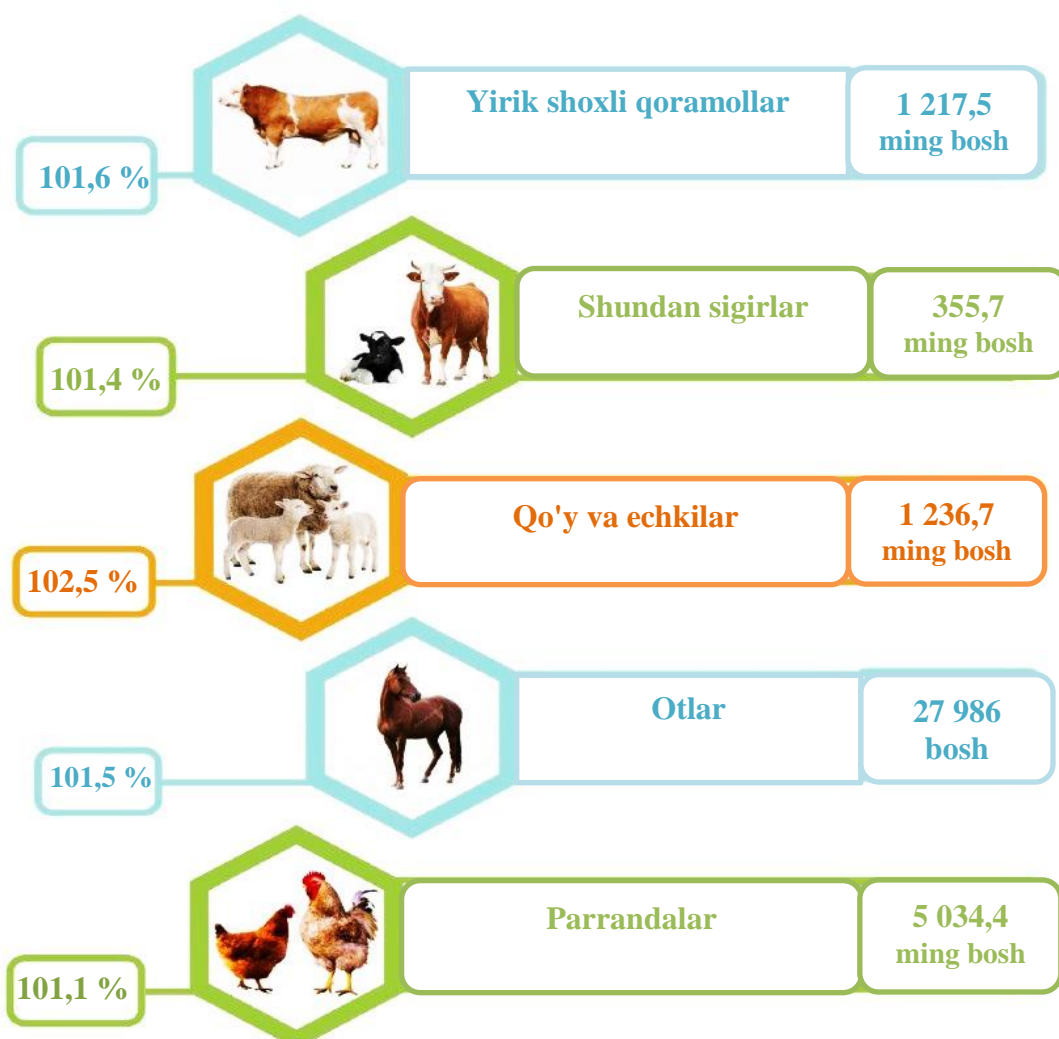 Yirik shoxli qoramollar
1 217,5
ming bosh
101,6 %
Shundan sigirlar
355,7
ming bosh
101,4 %
Qo'y va echkilar
1 236,7
ming bosh
102,5 %
Otlar
27 986
bosh
101,5 %
Parrandalar
5 034,4
ming bosh
101,1 %